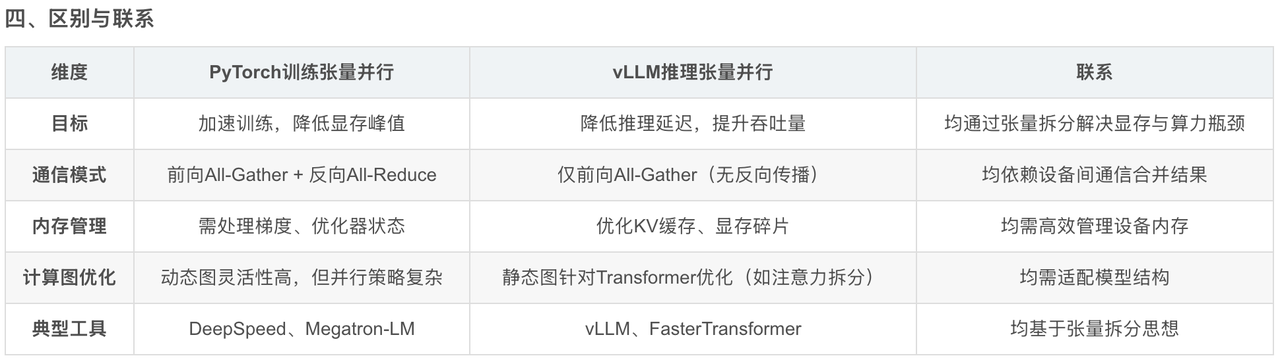 四、区别与联系
维度 PyTorch训练张量并行 vLLM推理张量并行 联系
目标 加速训练，降低显存峰值 降低推理延迟，提升吞吐量 均通过张量拆分解决显存与算力瓶颈
通信模式 前向All-Gather + 反向All-Reduce 仅前向All-Gather（无反向传播） 均依赖设备间通信合并结果
内存管理 需处理梯度、优化器状态 优化KV缓存、显存碎片 均需高效管理设备内存
计算图优化 动态图灵活性高，但并行策略复杂 静态图针对Transformer优化（如注意力拆分） 均需适配模型结构
典型工具 DeepSpeed、Megatron-LM vLLM、FasterTransformer 均基于张量拆分思想